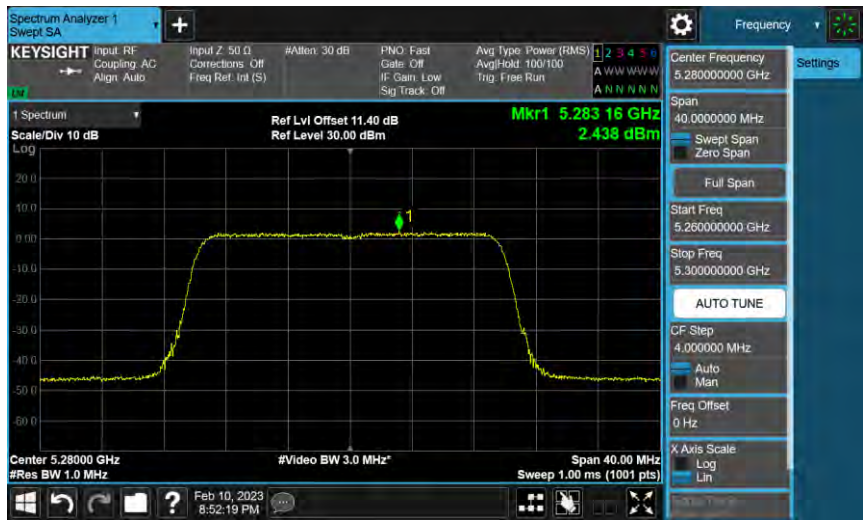 Spectrum Analyzer 1
Swept SA
Frequency
KEYSIGHT
Input: RF
Coupling: AC
Align: Auto
Input Z: 50 Ω
Corrections: Off
Freq Ref: Int (S)
#Atten: 30 dB
PNO: Fast
Gate: Off
IF Gain: Low
Sig Track: Off
Avg Type: Power (RMS)
Avg|Hold: 100/100
Trig: Free Run
1 2 3 4 5 6
A W W W W W
A N N N N N
1 Spectrum
Scale/Div 10 dB
Log
Ref Lvl Offset 11.40 dB
Ref Level 30.00 dBm
Mkr1 5.283 16 GHz
2.438 dBm
20.0
10.0
0.00
-10.0
-20.0
-30.0
-40.0
-50.0
-60.0
1
Center 5.28000 GHz
#Res BW 1.0 MHz
#Video BW 3.0 MHz*
Span 40.00 MHz
Sweep 1.00 ms (1001 pts)
Center Frequency
5.280000000 GHz
Settings
Span
40.0000000 MHz
Swept Span
Zero Span
Full Span
Start Freq
5.260000000 GHz
Stop Freq
5.300000000 GHz
AUTO TUNE
CF Step
4.000000 MHz
Auto
Man
Freq Offset
0 Hz
X Axis Scale
Log
Lin
Feb 10, 2023
8:52:19 PM